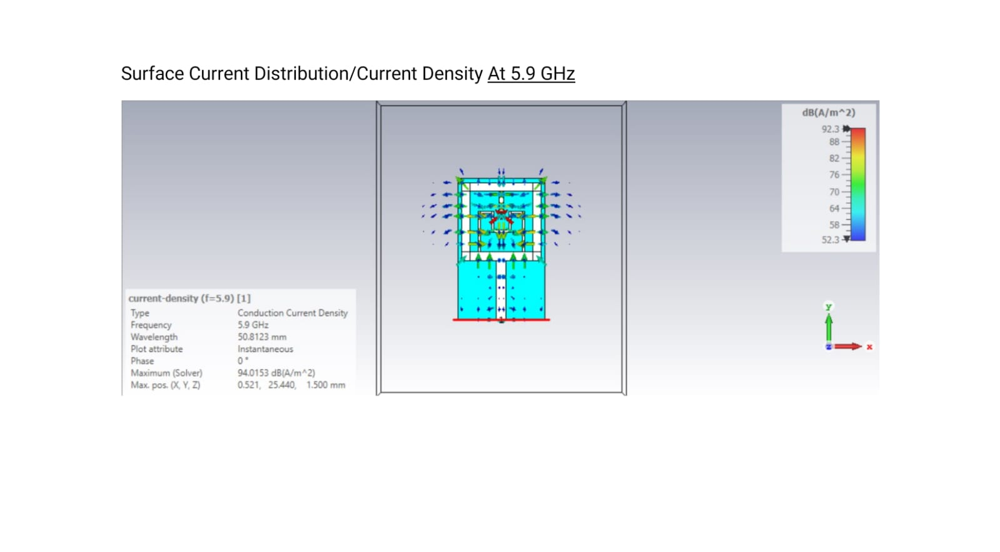 Surface Current Distribution/Current Density At 5.9 GHz
dB(A/m^2)
92.3
88
82
76
70
64
58
52.3
current-density (f=5.9) [1]
Type Conduction Current Density
Frequency 5.9 GHz
Wavelength 50.8123 mm
Plot attribute Instantaneous
Phase 0 °
Maximum (Solver) 94.0153 dB(A/m^2)
Max. pos. (X, Y, Z) 0.521, 25.440, 1.500 mm
Y
z
x